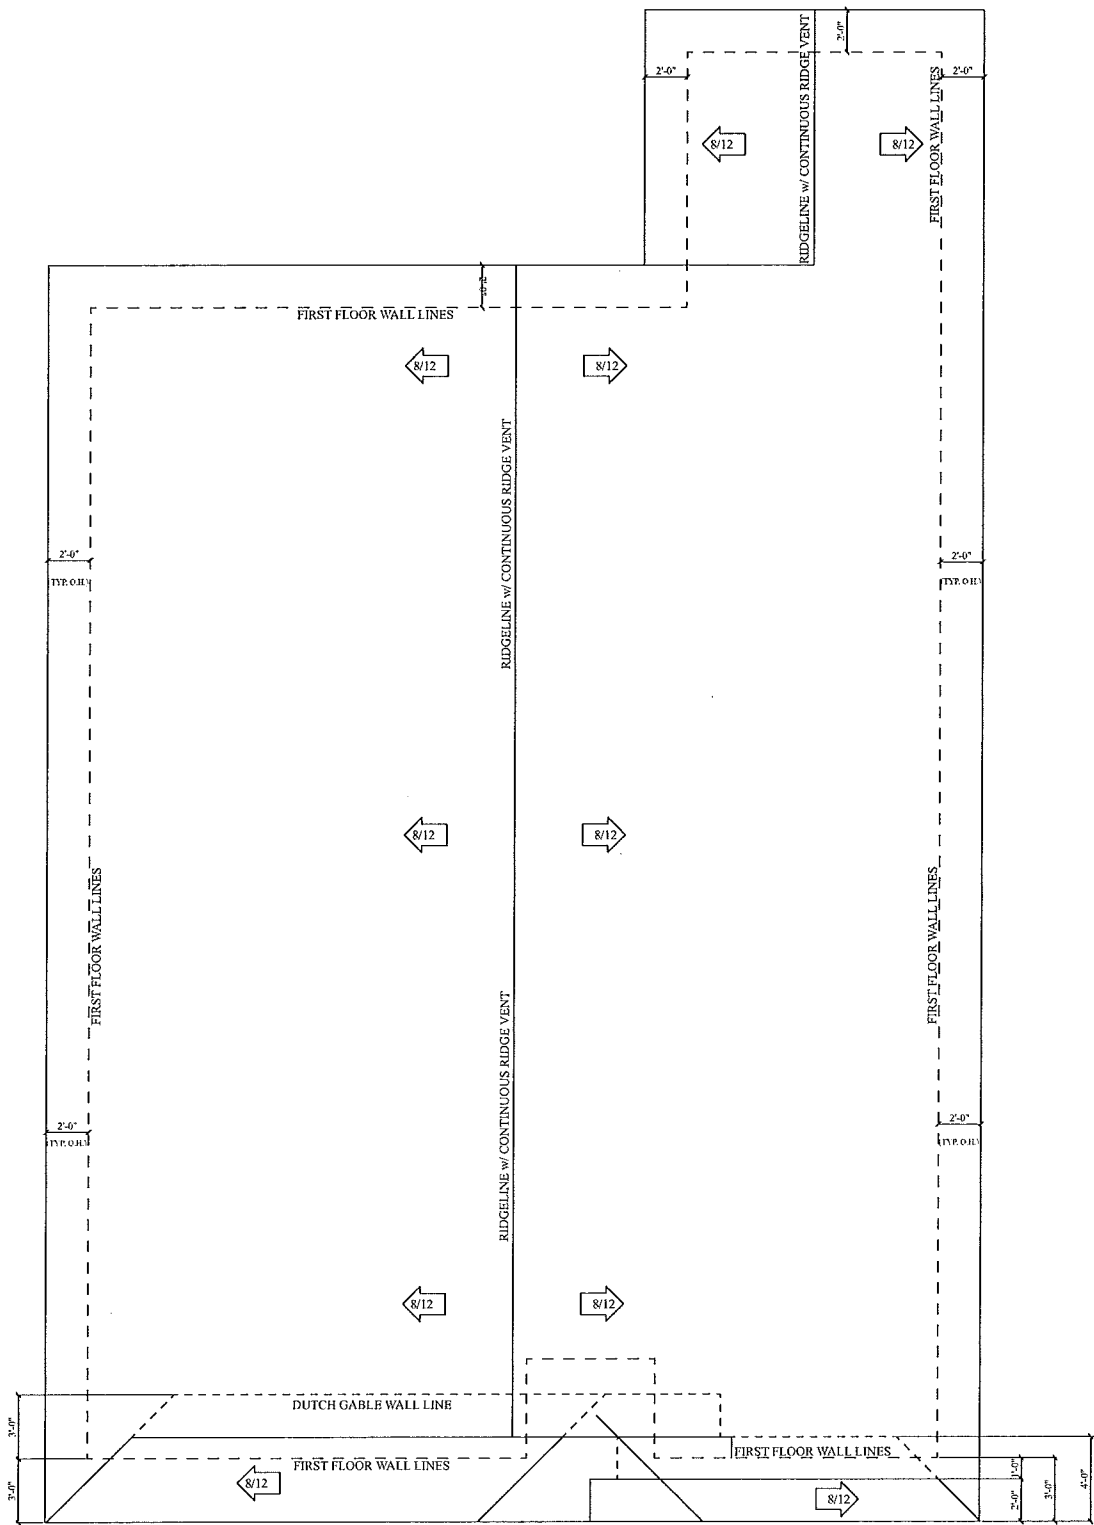 2'-0"
2'-0"
RIDGELINE w/ CONTINUOUS RIDGE VENT
FIRST FLOOR WALL LINES
2'-0"
8/12
8/12
FIRST FLOOR WALL LINES
8/12
8/12
RIDGELINE w/ CONTINUOUS RIDGE VENT
2'-0"
(TYP. O.H.)
2'-0"
(TYP. O.H.)
8/12
8/12
FIRST FLOOR WALL LINES
FIRST FLOOR WALL LINES
RIDGELINE w/ CONTINUOUS RIDGE VENT
2'-0"
(TYP. O.H.)
2'-0"
(TYP. O.H.)
8/12
8/12
DUTCH GABLE WALL LINE
3'-0"
FIRST FLOOR WALL LINES
FIRST FLOOR WALL LINES
8/12
8/12
3'-0"
1'-0"
2'-0"
3'-0"
4'-0"